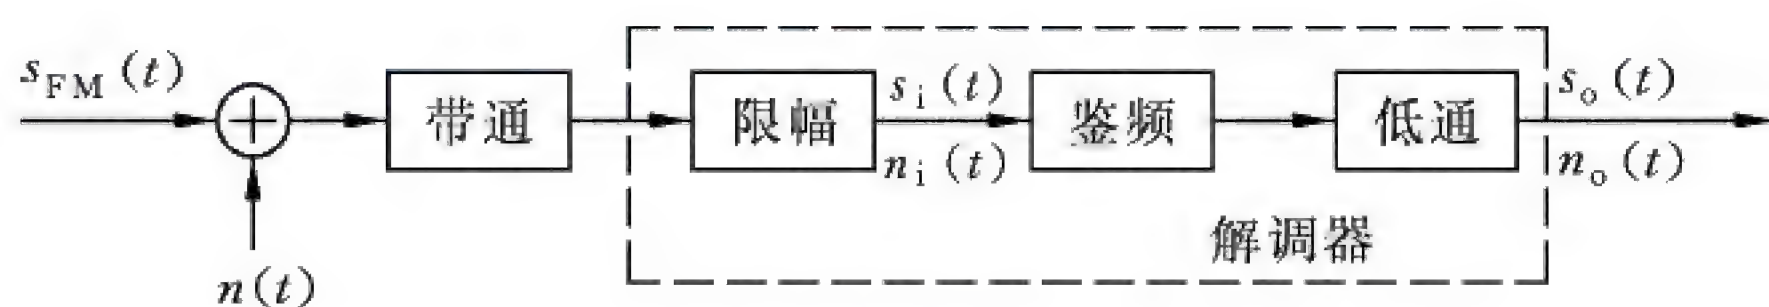 s_FM(t)
带通
限幅
s_i(t)
n_i(t)
鉴频
低通
s_o(t)
n_o(t)
解调器
n(t)